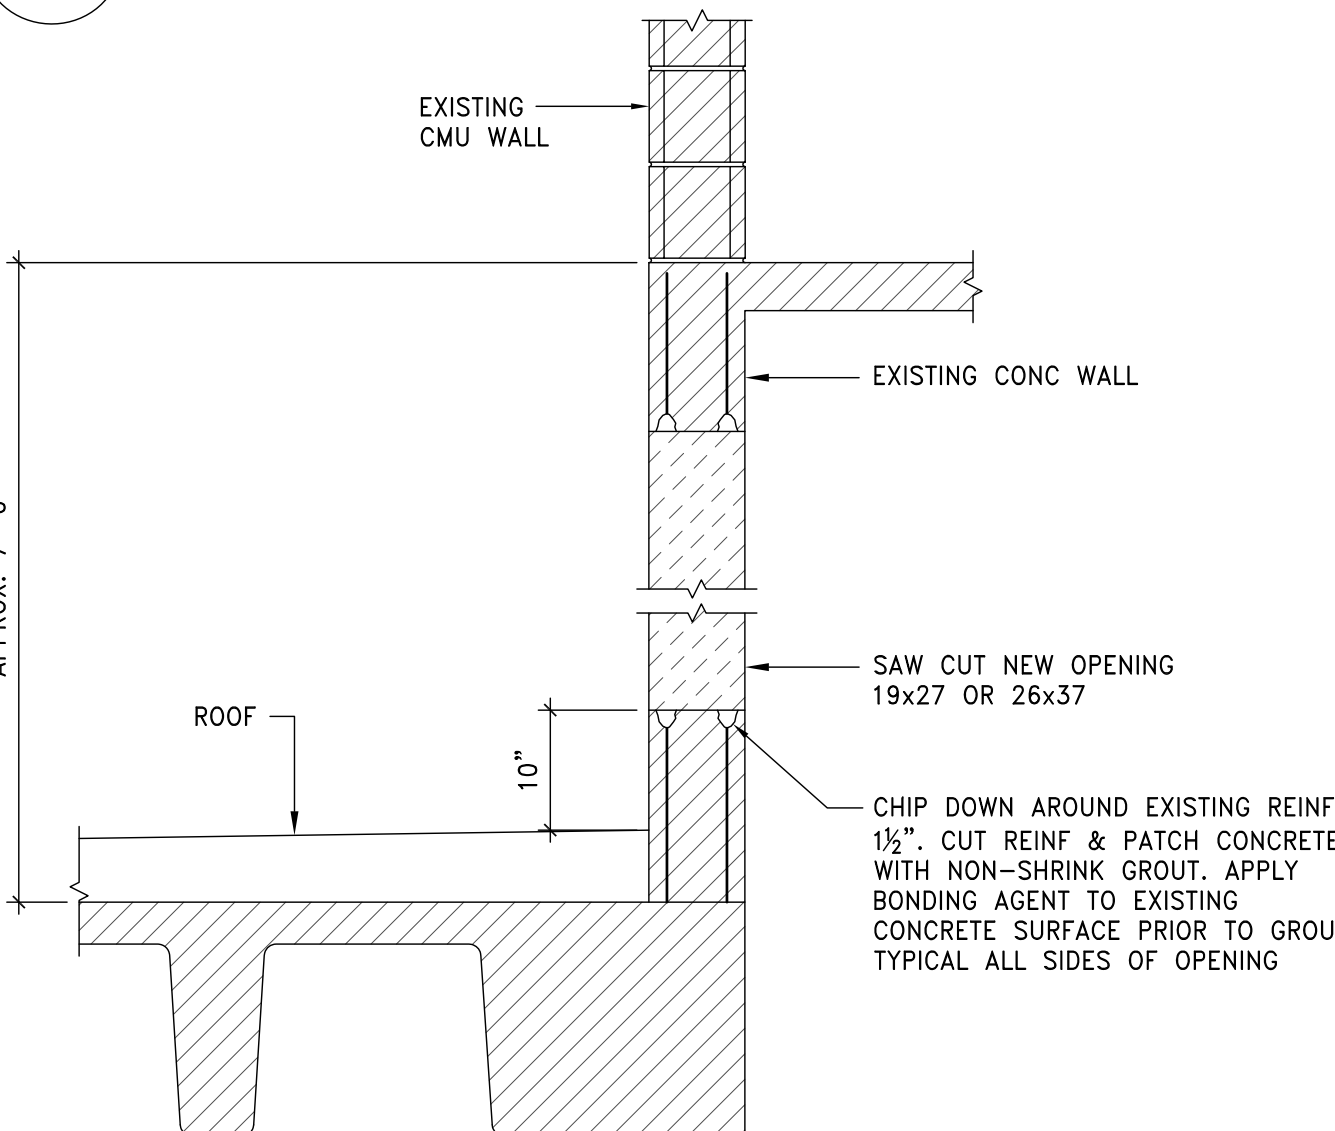 EXISTING
CMU WALL
EXISTING CONC WALL
SAW CUT NEW OPENING
19x27 OR 26x37
ROOF
10"
CHIP DOWN AROUND EXISTING REINF
1½". CUT REINF & PATCH CONCRETE
WITH NON-SHRINK GROUT. APPLY
BONDING AGENT TO EXISTING
CONCRETE SURFACE PRIOR TO
TYPICAL ALL SIDES OF OPENING